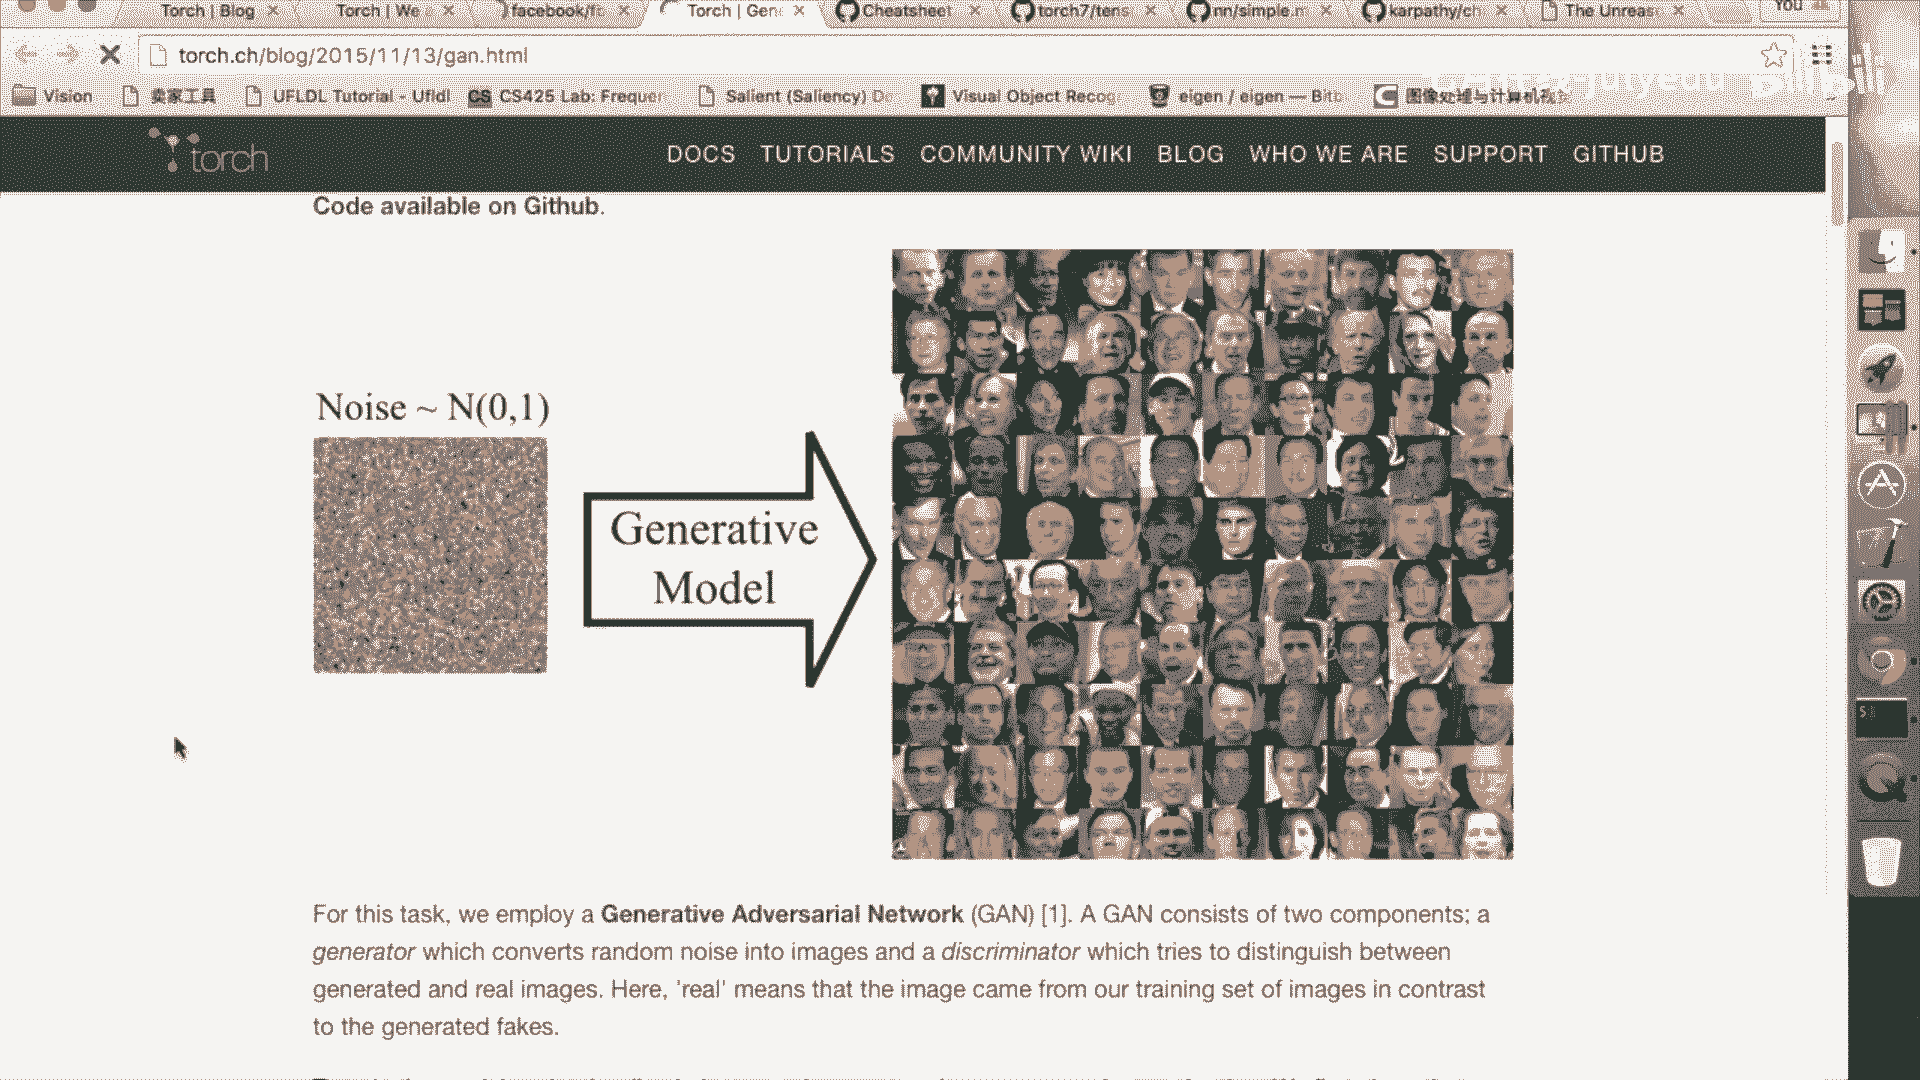 Torch | Blog
Torch | We
facebook/f
Torch | Gen
Cheatsheet
torch7/tens
nn/simple.m
karpathy/ch
The Unreas
You
torch.ch/blog/2015/11/13/gan.html
Vision
卖家工具
UFLDL Tutorial - Ufldl
CS CS425 Lab: Frequer
Salient (Saliency) De
Visual Object Recog
eigen / eigen — Bitb
图像处理与计算机视
julyedu
bilibili
torch
DOCS TUTORIALS COMMUNITY WIKI BLOG WHO WE ARE SUPPORT GITHUB
Code available on Github.
Noise ~ N(0,1)
Generative
Model
For this task, we employ a Generative Adversarial Network (GAN) [1]. A GAN consists of two components; a
generator which converts random noise into images and a discriminator which tries to distinguish between
generated and real images. Here, 'real' means that the image came from our training set of images in contrast
to the generated fakes.